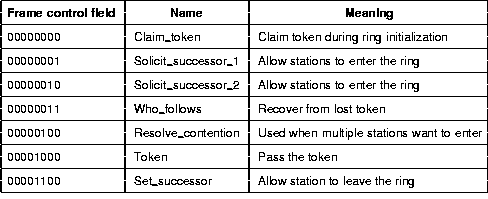 Frame control field Name Meaning
00000000 Claim_token Claim token during ring initialization
00000001 Solicit_successor_1 Allow stations to enter the ring
00000010 Solicit_successor_2 Allow stations to enter the ring
00000011 Who_follows Recover from lost token
00000100 Resolve_contention Used when multiple stations want to enter
00001000 Token Pass the token
00001100 Set_successor Allow station to leave the ring